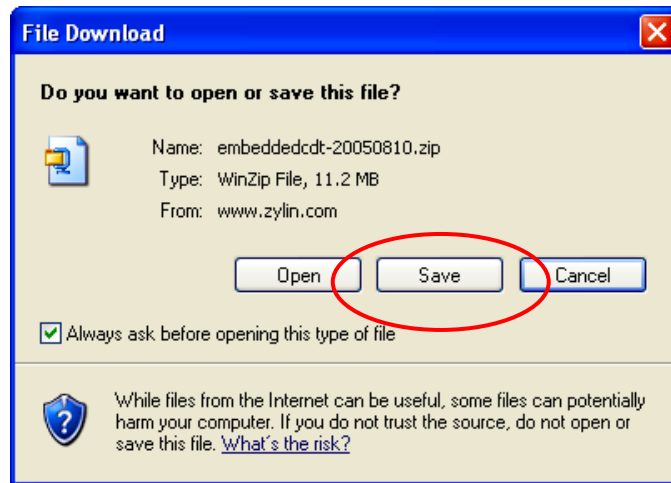 File Download
Do you want to open or save this file?
Name: embeddedcdt-20050810.zip
Type: WinZip File, 11.2 MB
From: www.zylin.com
Open Save Cancel
Always ask before opening this type of file
While files from the Internet can be useful, some files can potentially
harm your computer. If you do not trust the source, do not open or
save this file. What's the risk?